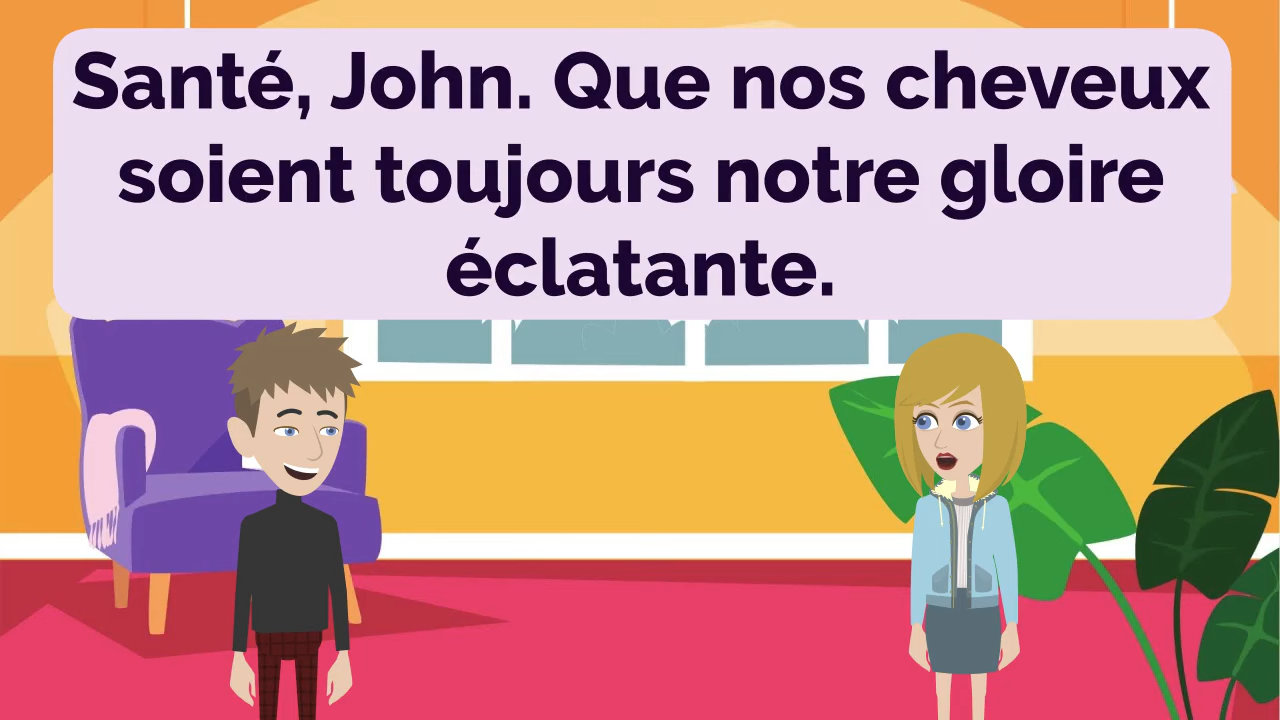 Santé, John. Que nos cheveux
soient toujours notre gloire
éclatante.